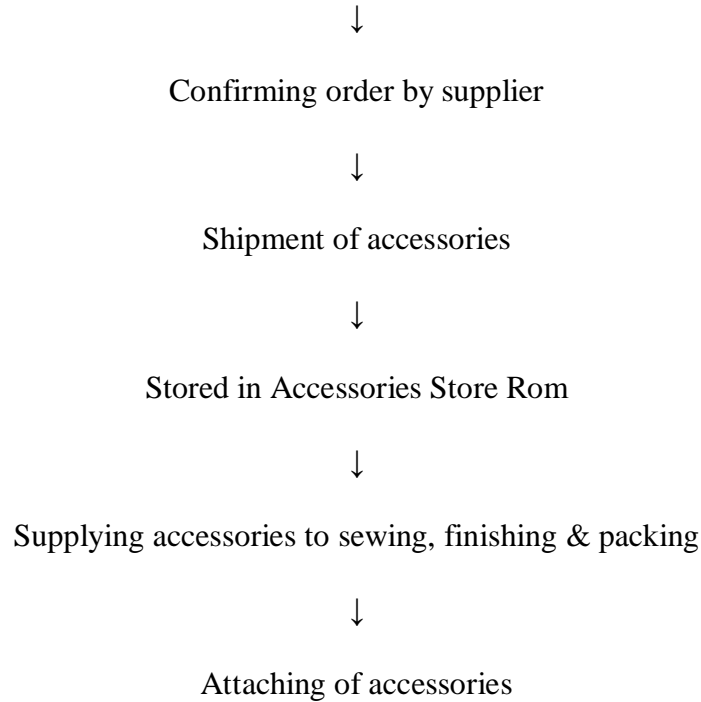 ↓
Confirming order by supplier
↓
Shipment of accessories
↓
Stored in Accessories Store Rom
↓
Supplying accessories to sewing, finishing & packing
↓
Attaching of accessories